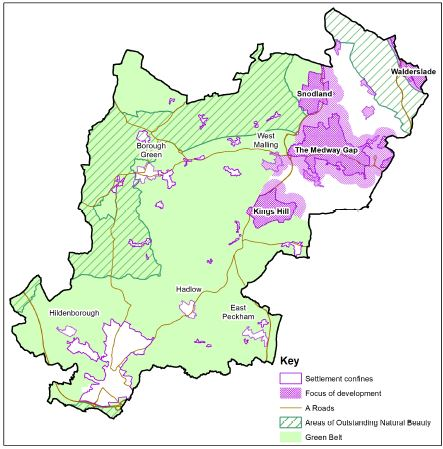 Walderslade
Snodland
West
Malling
The Medway Gap
Borough
Green
Kings Hill
Hadlow
East
Peckham
Hildenborough
Key
Settlement confines
Focus of development
A Roads
Areas of Outstanding Natural Beauty
Green Belt